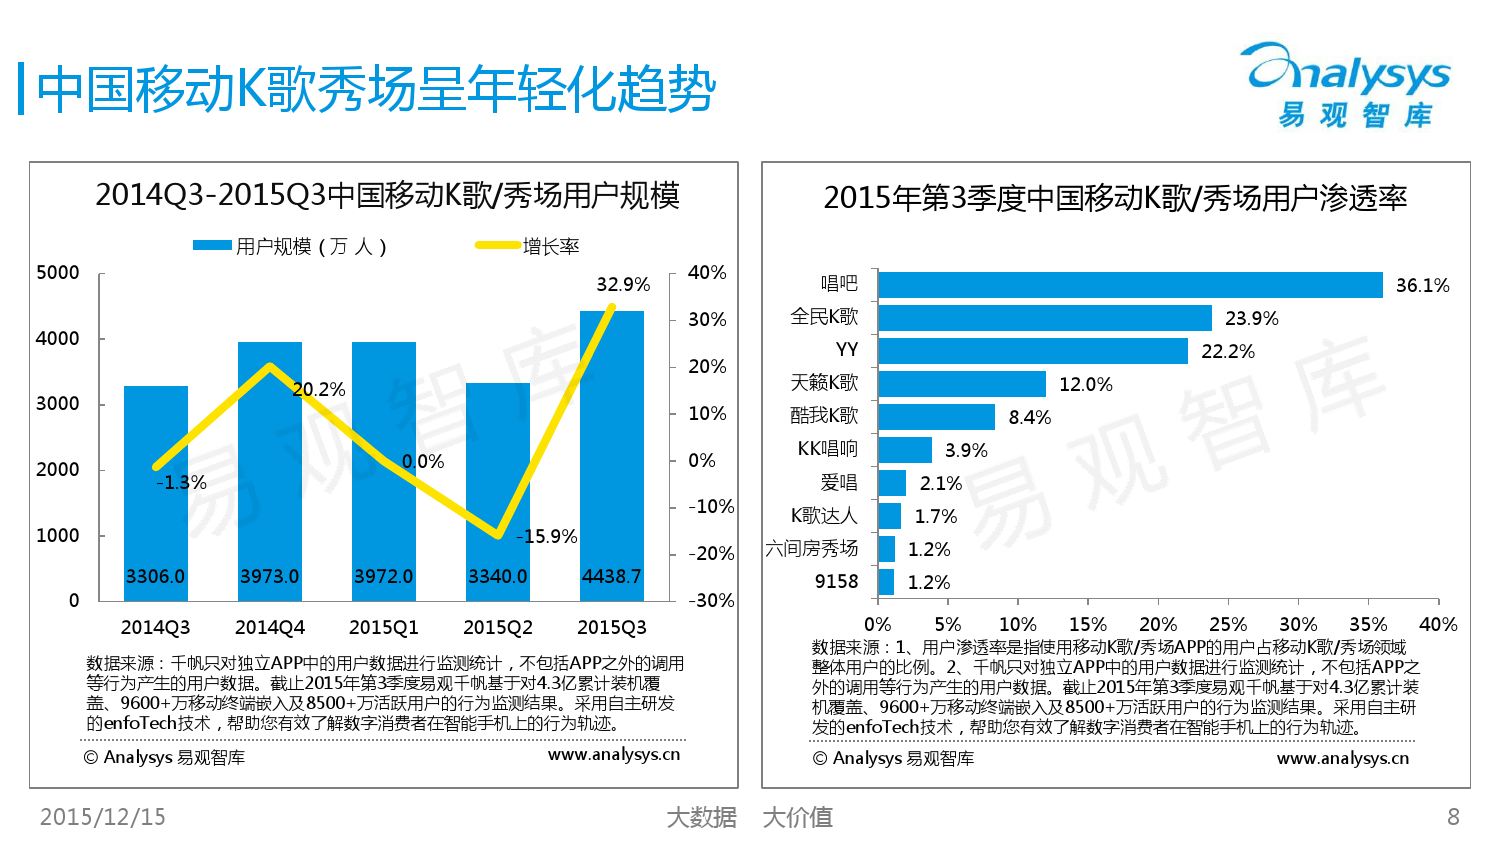 中国移动K歌秀场呈年轻化趋势
Analysys
易观智库
2014Q3-2015Q3中国移动K歌/秀场用户规模
用户规模（万 人）
增长率
5000
4000
3000
2000
1000
0
40%
30%
20%
10%
0%
-10%
-20%
-30%
-1.3%
20.2%
0.0%
-15.9%
32.9%
3306.0
3973.0
3972.0
3340.0
4438.7
2014Q3
2014Q4
2015Q1
2015Q2
2015Q3
易观智库
数据来源：千帆只对独立APP中的用户数据进行监测统计，不包括APP之外的调用
等行为产生的用户数据。截止2015年第3季度易观千帆基于对4.3亿累计装机覆
盖、9600+万移动终端嵌入及8500+万活跃用户的行为监测结果。采用自主研发
的enfoTech技术，帮助您有效了解数字消费者在智能手机上的行为轨迹。
© Analysys 易观智库
www.analysys.cn
2015年第3季度中国移动K歌/秀场用户渗透率
唱吧 36.1%
全民K歌 23.9%
YY 22.2%
天籁K歌 12.0%
酷我K歌 8.4%
KK唱响 3.9%
爱唱 2.1%
K歌达人 1.7%
六间房秀场 1.2%
9158 1.2%
0% 5% 10% 15% 20% 25% 30% 35% 40%
易观智库
数据来源：1、用户渗透率是指使用移动K歌/秀场APP的用户占移动K歌/秀场领域
整体用户的比例。2、千帆只对独立APP中的用户数据进行监测统计，不包括APP之
外的调用等行为产生的用户数据。截止2015年第3季度易观千帆基于对4.3亿累计装
机覆盖、9600+万移动终端嵌入及8500+万活跃用户的行为监测结果。采用自主研
发的enfoTech技术，帮助您有效了解数字消费者在智能手机上的行为轨迹。
© Analysys 易观智库
www.analysys.cn
2015/12/15
大数据 大价值
8